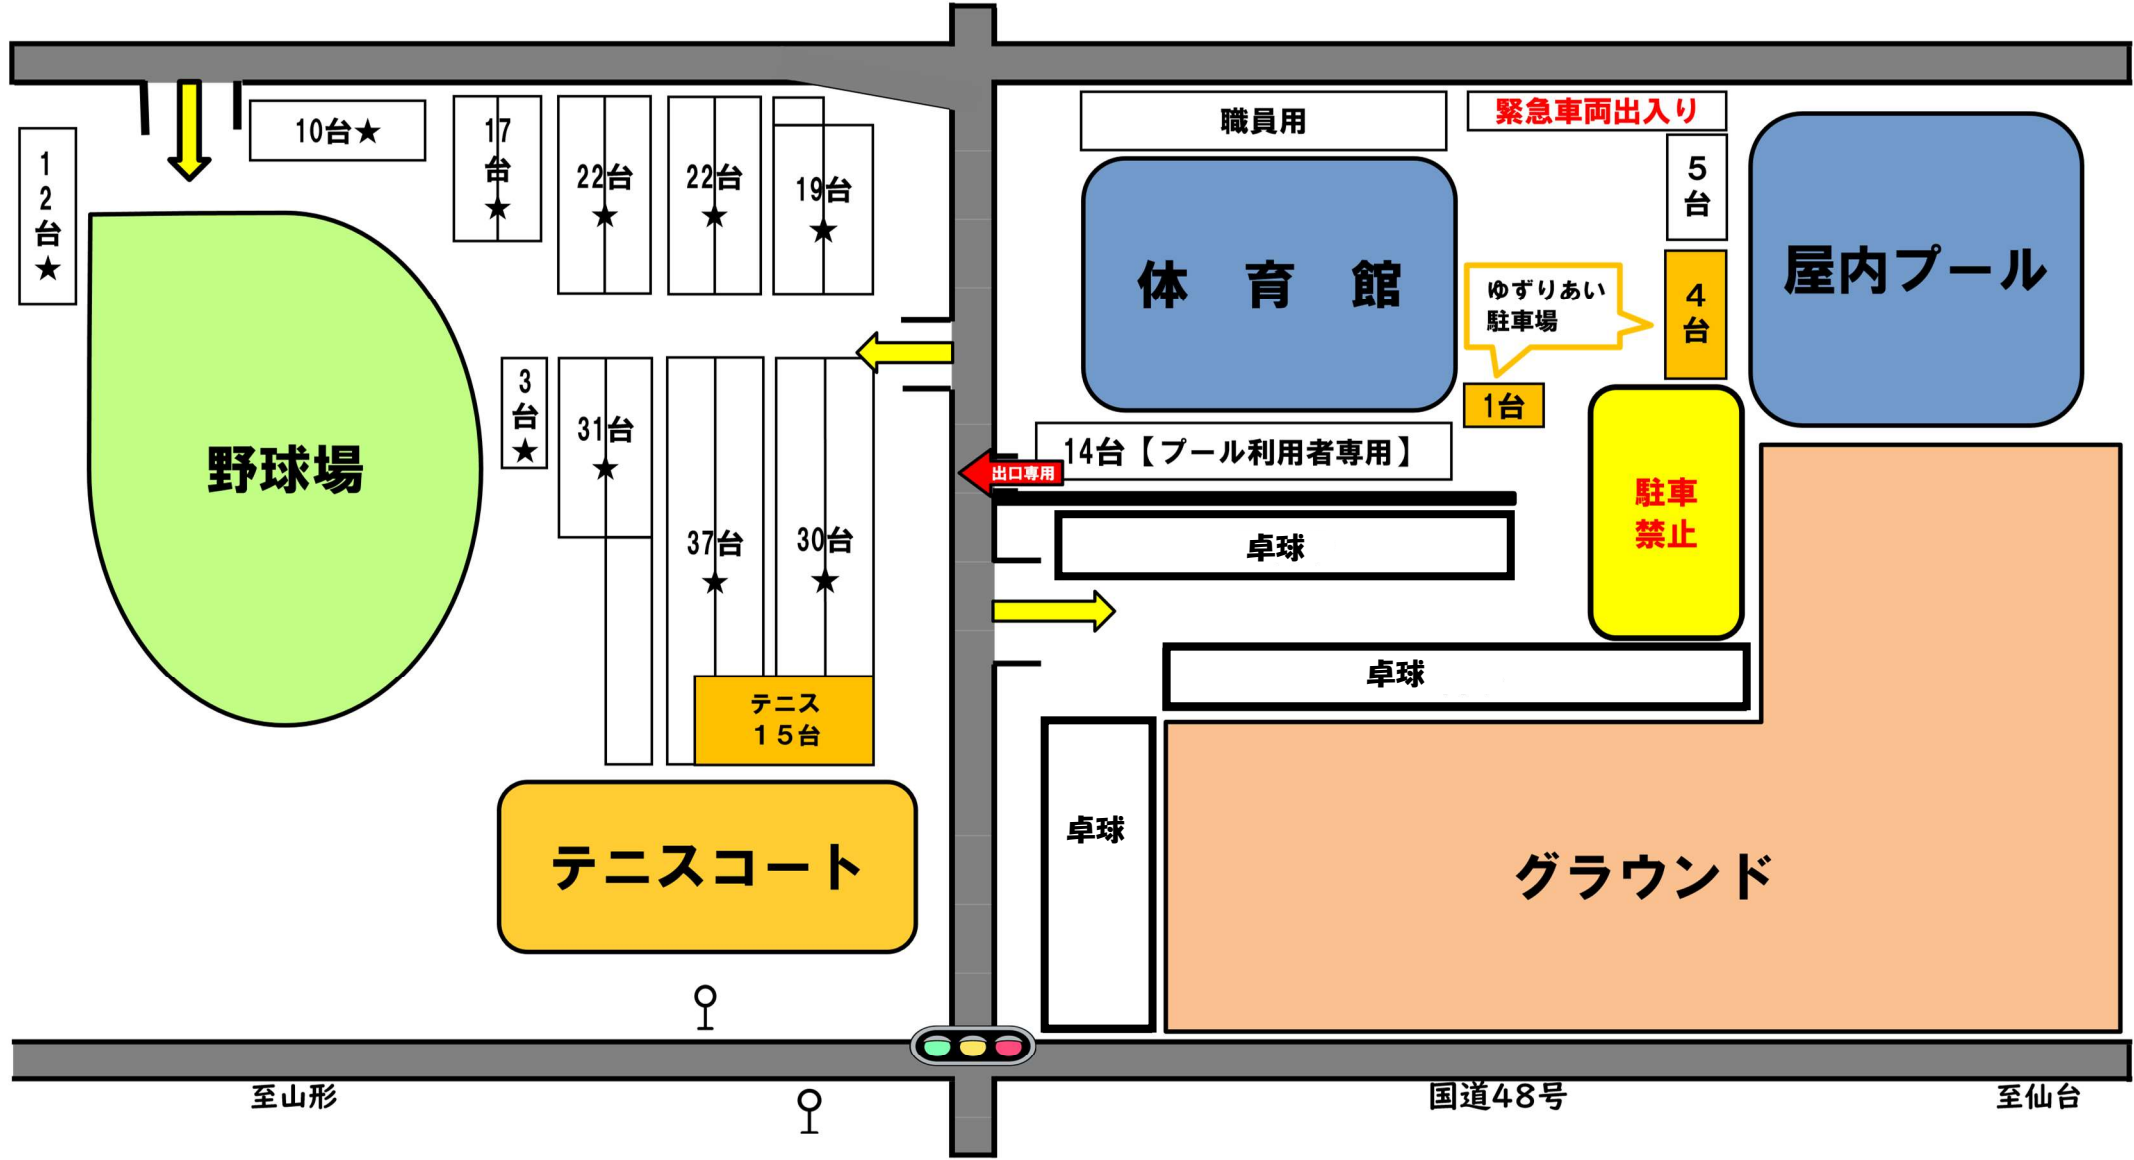 10台★
1
2
台
★
17
台
★
22台
★
22台
★
19台
★
3
台
★
31台
★
37台
★
30台
★
テニス
15台
野球場
テニスコート
職員用
緊急車両出入り
5
台
体育館
ゆずりあい
駐車場
4
台
屋内プール
1台
14台【プール利用者専用】
出口専用
駐車
禁止
卓球
卓球
卓球
グラウンド
至山形
国道48号
至仙台